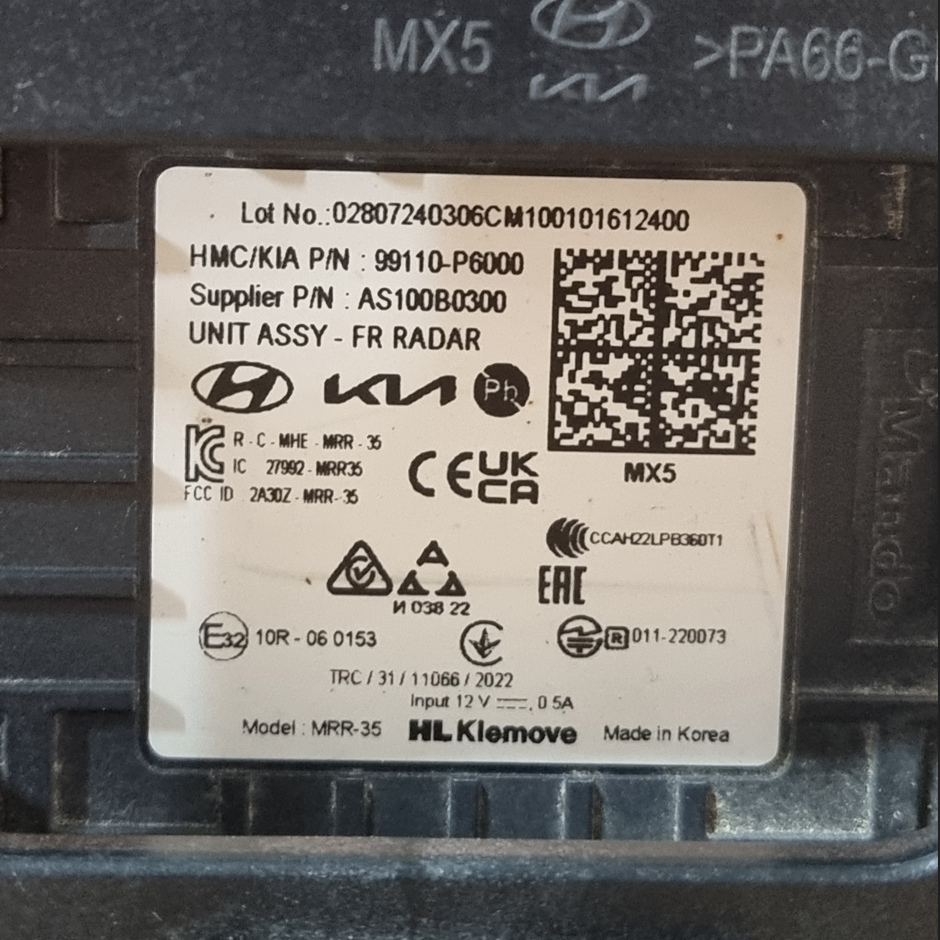 MX5
KIA
>PA66-G
Lot No.:02807240306CM100101612400
HMC/KIA P/N : 99110-P6000
Supplier P/N : AS100B0300
UNIT ASSY - FR RADAR
KIA Pb
R - C - MHE - MRR - 35
IC 27992 - MRR35
FCC ID 2A30Z - MRR - 35
CE UK CA
MX5
CCAH22LPB360T1
И 038 22
EAC
E32 10R - 06 0153
R 011-220073
TRC / 31 / 11066 / 2022
Input 12 V , 0 5A
Model : MRR-35 HL Klemove Made in Korea
Mando